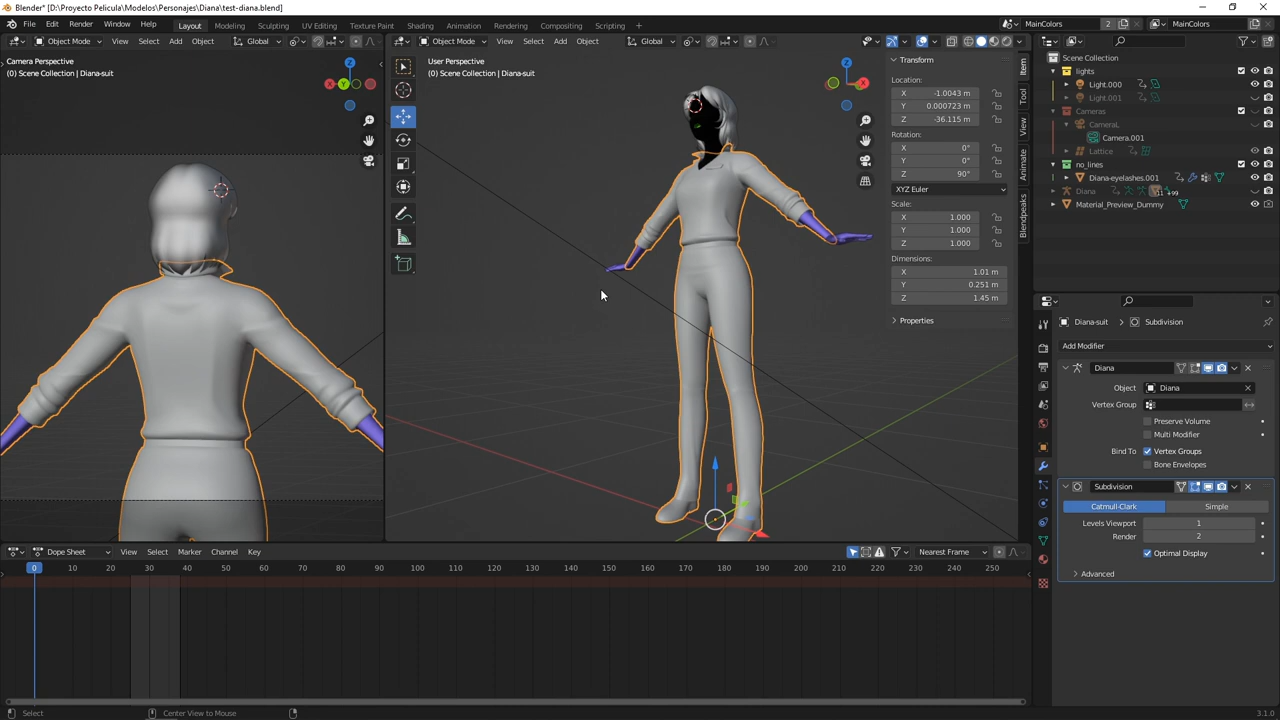 Blender* [D:\Proyecto Pelicula\Modelos\Personajes\Diana\test-diana.blend]
File Edit Render Window Help Layout Modeling Sculpting UV Editing Texture Paint Shading Animation Rendering Compositing Scripting + MainColors 2 MainColors
Object Mode View Select Add Object Global
Object Mode View Select Add Object Global
Camera Perspective
(0) Scene Collection | Diana-suit
User Perspective
(0) Scene Collection | Diana-suit
Z
X
Y
Z
X
Transform
Location:
X -1.0043 m
Y 0.000723 m
Z -36.115 m
Rotation:
X 0°
Y 0°
Z 90°
XYZ Euler
Scale:
X 1.000
Y 1.000
Z 1.000
Dimensions:
X 1.01 m
Y 0.251 m
Z 1.45 m
Properties
Item
Tool
View
Animate
Blendpeaks
Scene Collection
lights
Light.000
Light.001
Cameras
CameraL
Camera.001
Lattice
no_lines
Diana-eyelashes.001
Diana 11 +99
Material_Preview_Dummy
Diana-suit > Subdivision
Add Modifier
Diana
Object Diana
Vertex Group
Preserve Volume
Multi Modifier
Bind To Vertex Groups
Bone Envelopes
Subdivision
Catmull-Clark Simple
Levels Viewport 1
Render 2
Optimal Display
Advanced
Dope Sheet View Select Marker Channel Key Nearest Frame
0 10 20 30 40 50 60 70 80 90 100 110 120 130 140 150 160 170 180 190 200 210 220 230 240 250
Select Center View to Mouse 3.1.0